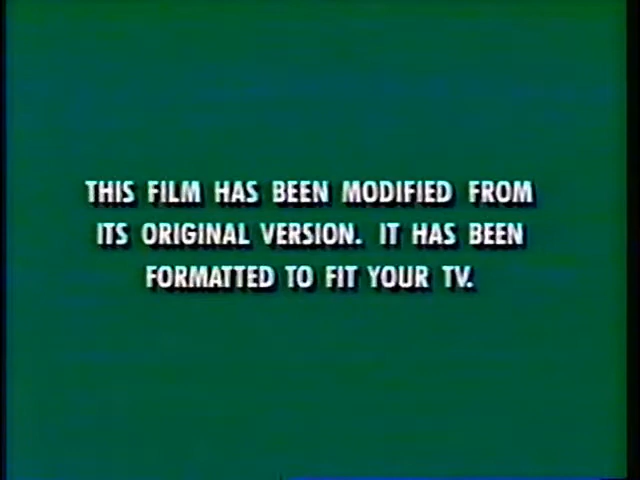 THIS FILM HAS BEEN MODIFIED FROM
ITS ORIGINAL VERSION. IT HAS BEEN
FORMATTED TO FIT YOUR TV.